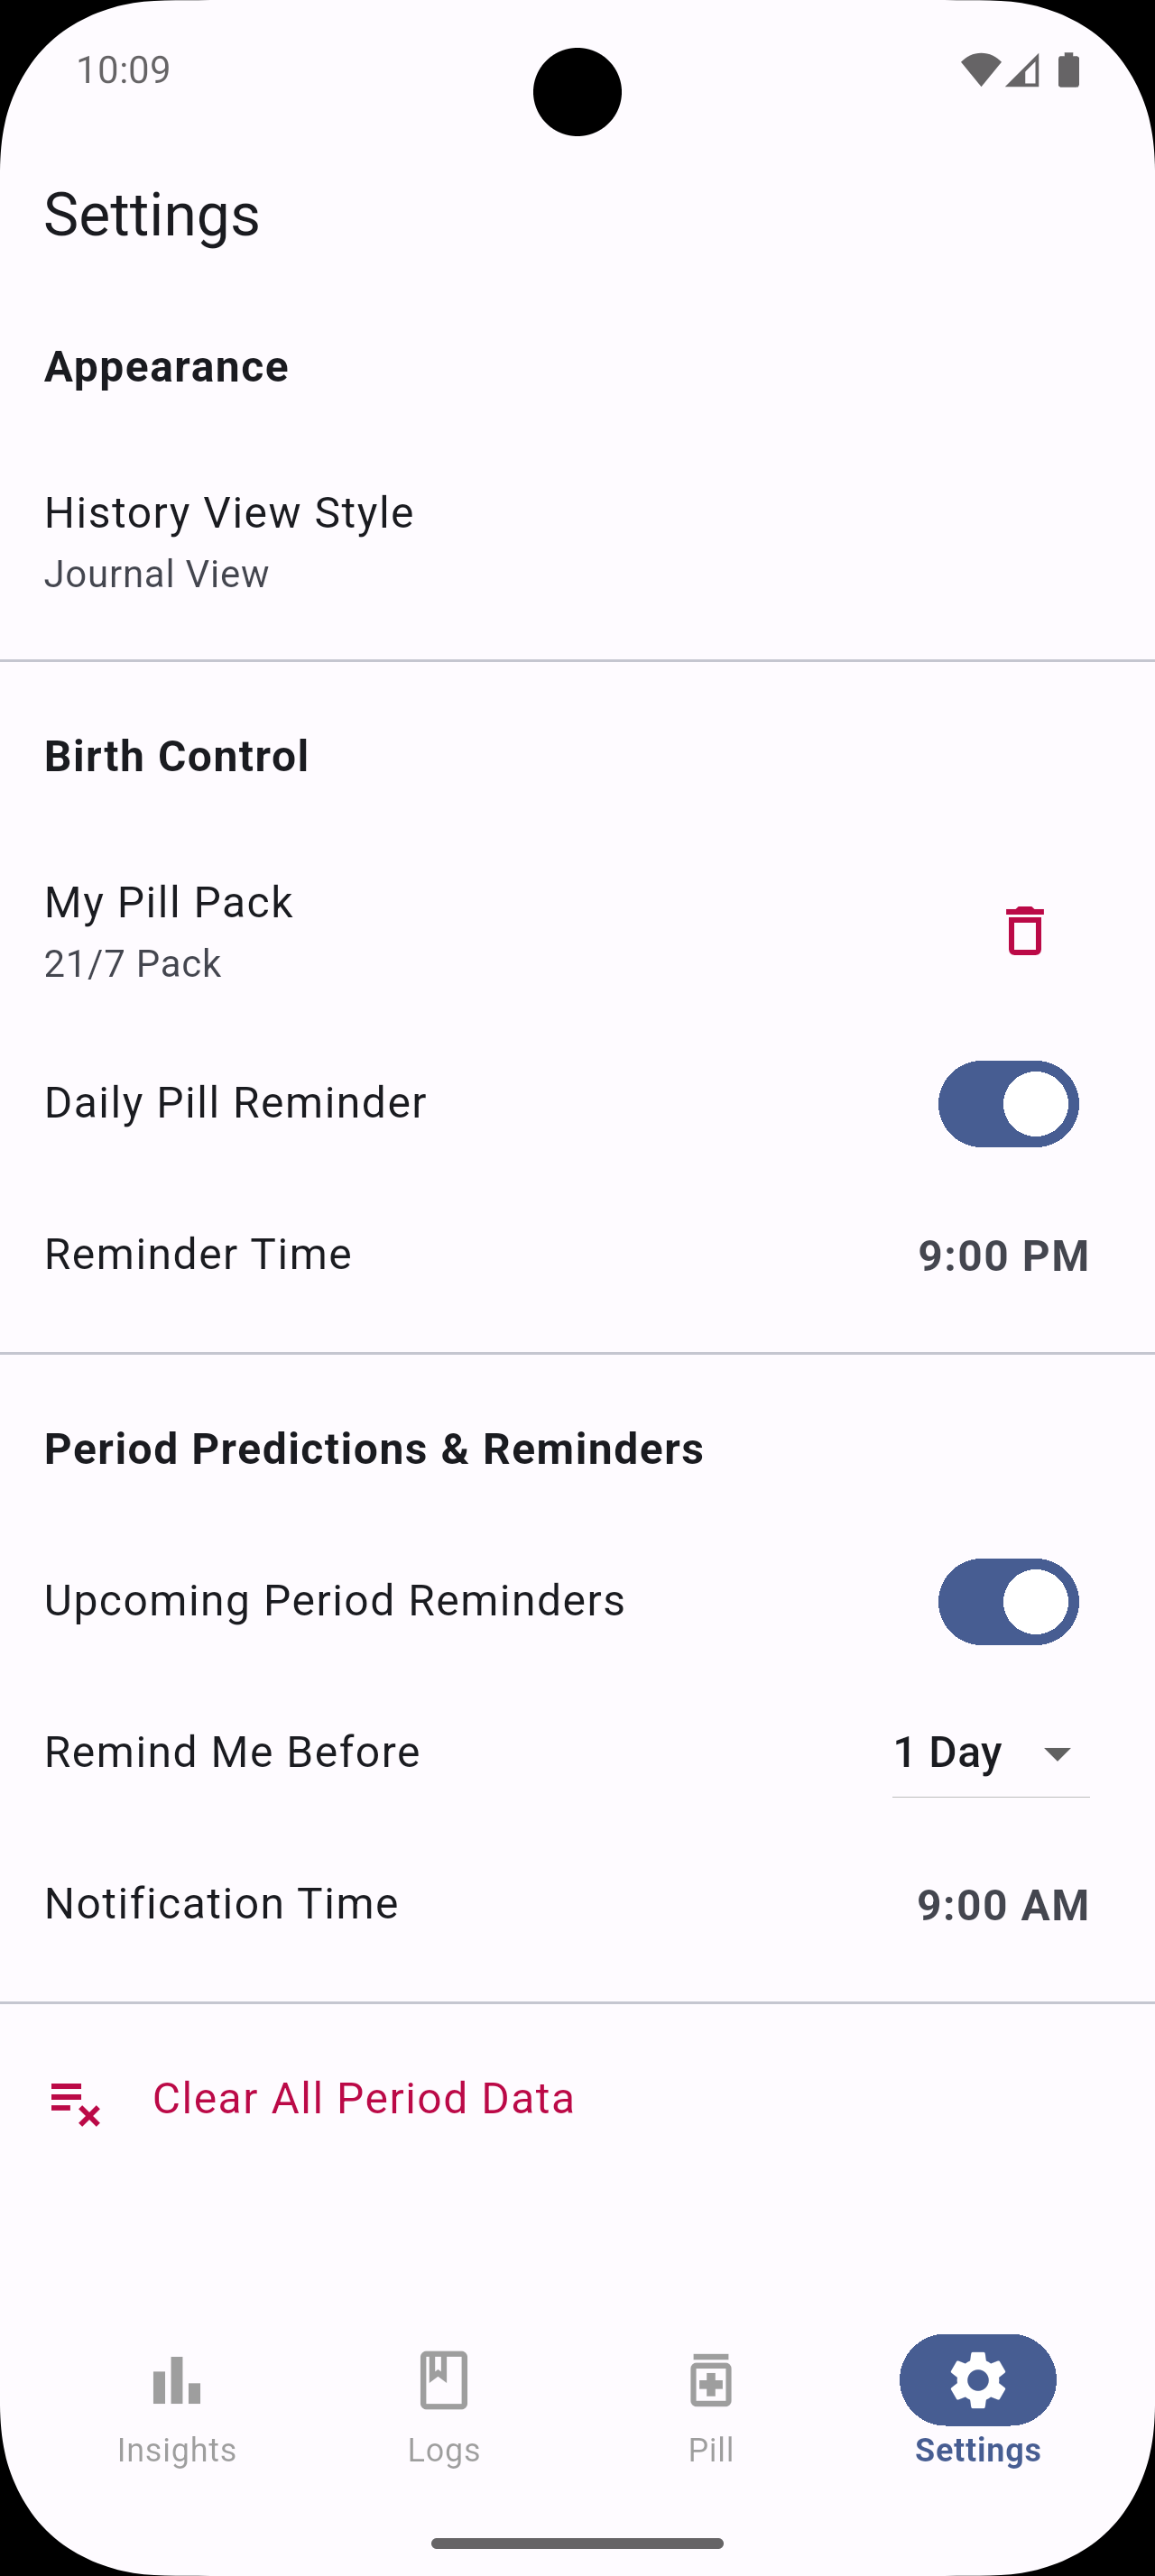 10:09
Settings
Appearance
History View Style
Journal View
Birth Control
My Pill Pack
21/7 Pack
Daily Pill Reminder
Reminder Time
9:00 PM
Period Predictions & Reminders
Upcoming Period Reminders
Remind Me Before
1 Day
Notification Time
9:00 AM
Clear All Period Data
Insights
Logs
Pill
Settings